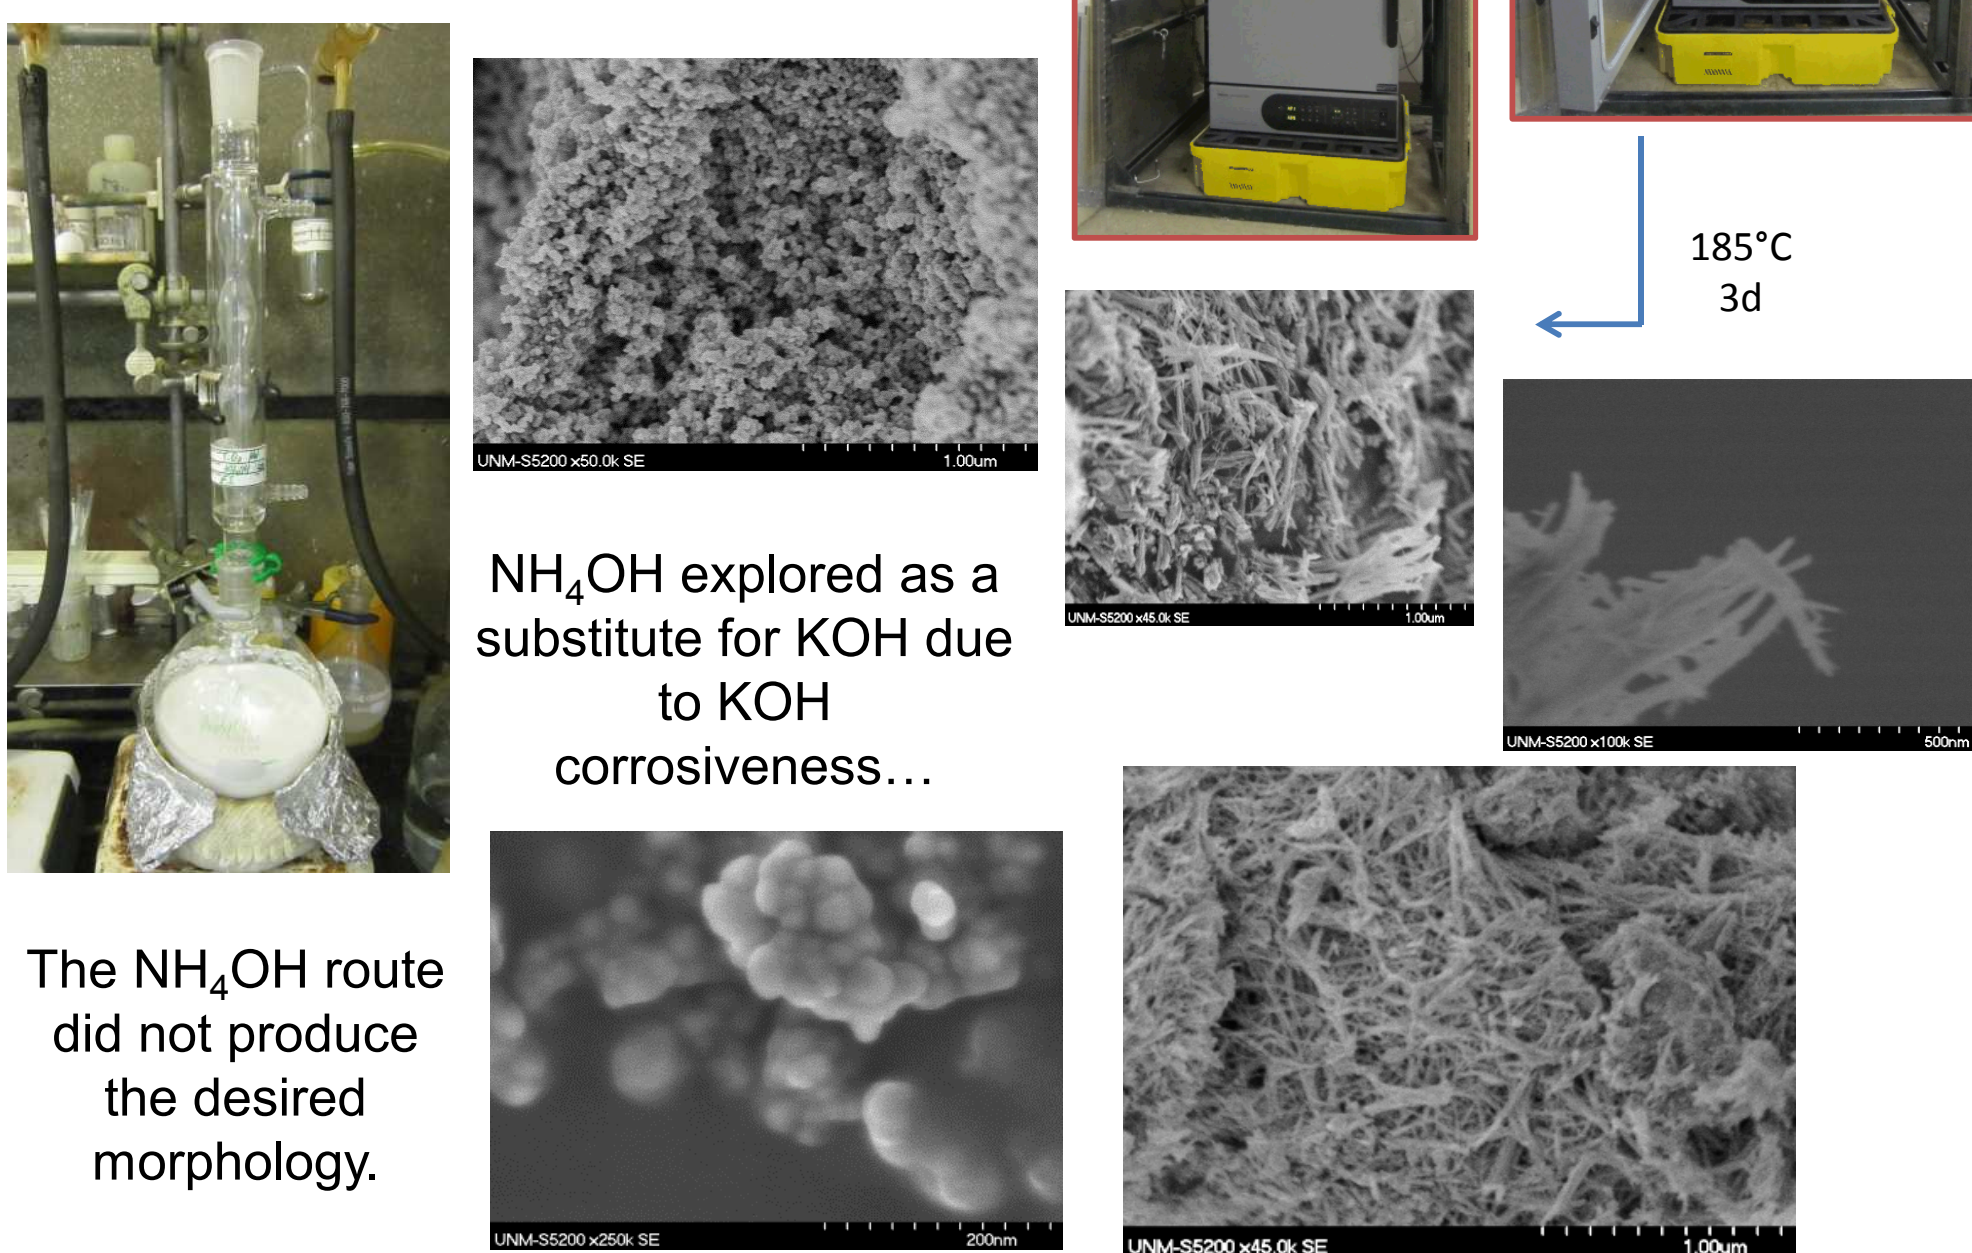 UNM-S5200 x50.0k SE 1.00um
NH₄OH explored as a
substitute for KOH due
to KOH
corrosiveness…
The NH₄OH route
did not produce
the desired
morphology.
UNM-S5200 x250k SE 200nm
185°C
3d
UNM-S5200 x45.0k SE 1.00um
UNM-S5200 x100k SE 500nm
UNM-S5200 x45.0k SE 1.00um